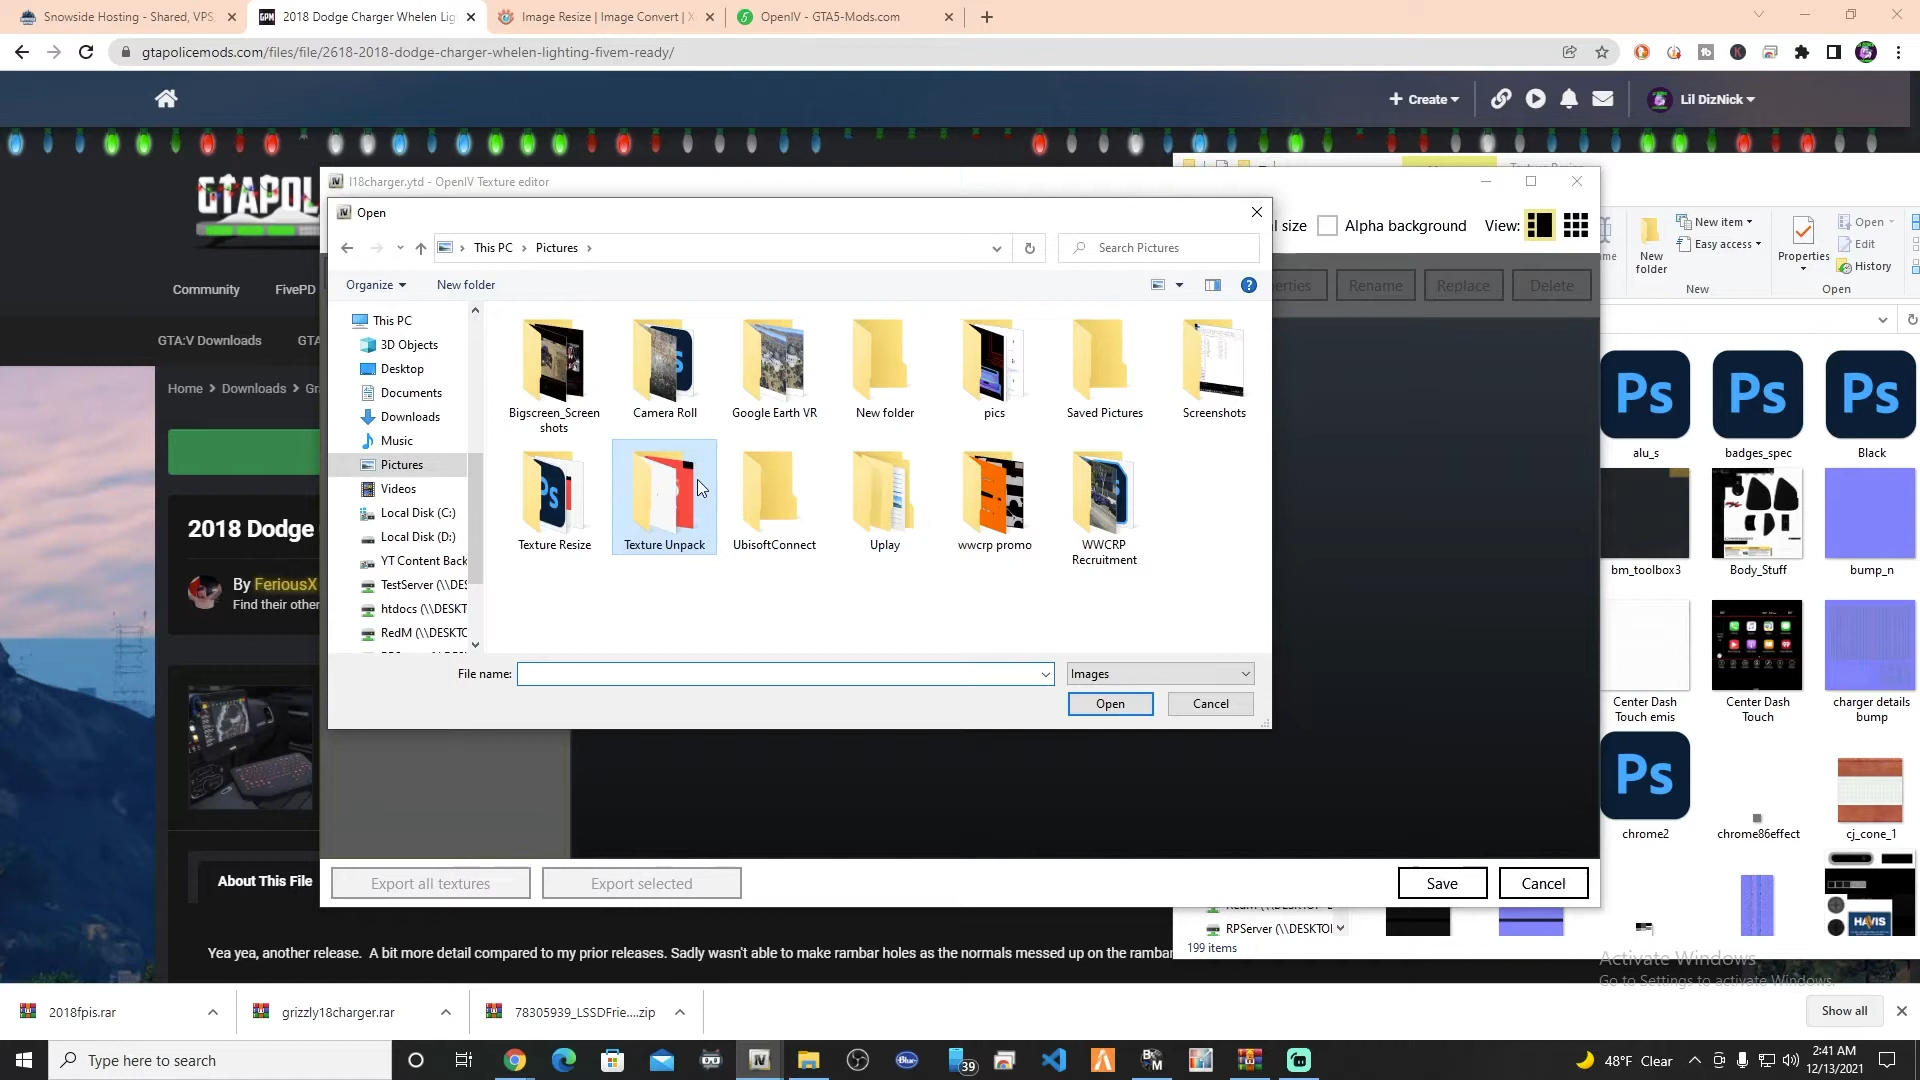 Snowside Hosting - Shared, VPS,
2018 Dodge Charger Whelen Lig
Image Resize | Image Convert | X
OpenIV - GTA5-Mods.com
gtapolicemods.com/files/file/2618-2018-dodge-charger-whelen-lighting-fivem-ready/
Create
Lil DizNick
GTAPOL
Community
FivePD
GTA:V Downloads
GTA
Home > Downloads > Gr
2018 Dodge
By FeriousX
Find their other
About This File
Yea yea, another release. A bit more detail compared to my prior releases. Sadly wasn't able to make rambar holes as the normals messed up on the rambar
l18charger.ytd - OpenIV Texture editor
l size
Alpha background
View:
erties
Rename
Replace
Delete
Export all textures
Export selected
Save
Cancel
Open
This PC > Pictures >
Search Pictures
Organize
New folder
This PC
3D Objects
Desktop
Documents
Downloads
Music
Pictures
Videos
Local Disk (C:)
Local Disk (D:)
YT Content Back
TestServer (\\DES
htdocs (\\DESKT
RedM (\\DESKTO
Bigscreen_Screen
shots
Camera Roll
Google Earth VR
New folder
pics
Saved Pictures
Screenshots
Texture Resize
Texture Unpack
UbisoftConnect
Uplay
wwcrp promo
WWCRP
Recruitment
File name:
Images
Open
Cancel
Texture Resize
New item
Easy access
New
folder
New
Properties
Open
Edit
History
Open
Ps
Ps
Ps
alu_s
badges_spec
Black
bm_toolbox3
Body_Stuff
bump_n
Center Dash
Touch emis
Center Dash
Touch
charger details
bump
Ps
chrome2
chrome86effect
cj_cone_1
HAVIS
RPServer (\\DESKTOI
199 items
Activate Windows
Go to Settings to activate Windows.
2018fpis.rar
grizzly18charger.rar
78305939_LSSDFrie....zip
Show all
Type here to search
39
48°F Clear
2:41 AM
12/13/2021